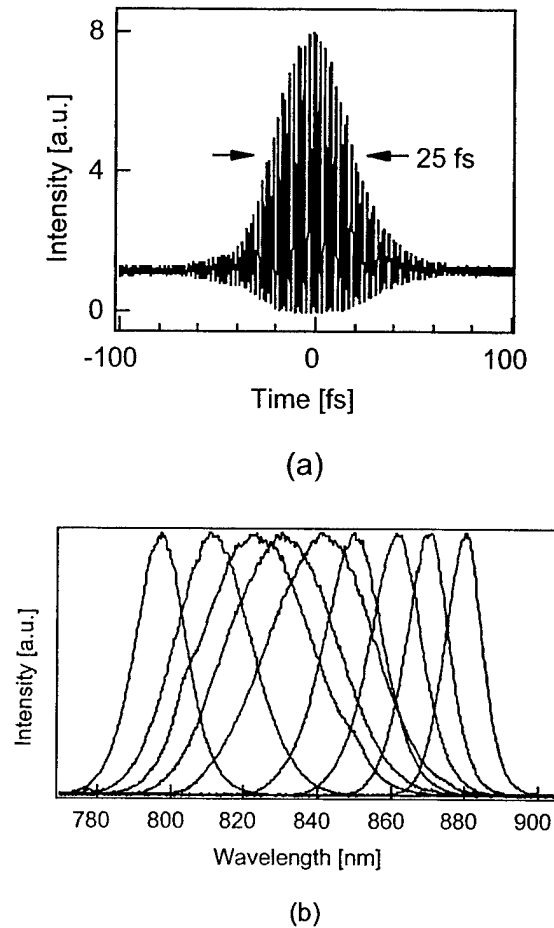 8
4
0
Intensity [a.u.]
25 fs
-100
0
100
Time [fs]
(a)
Intensity [a.u.]
780
800
820
840
860
880
900
Wavelength [nm]
(b)